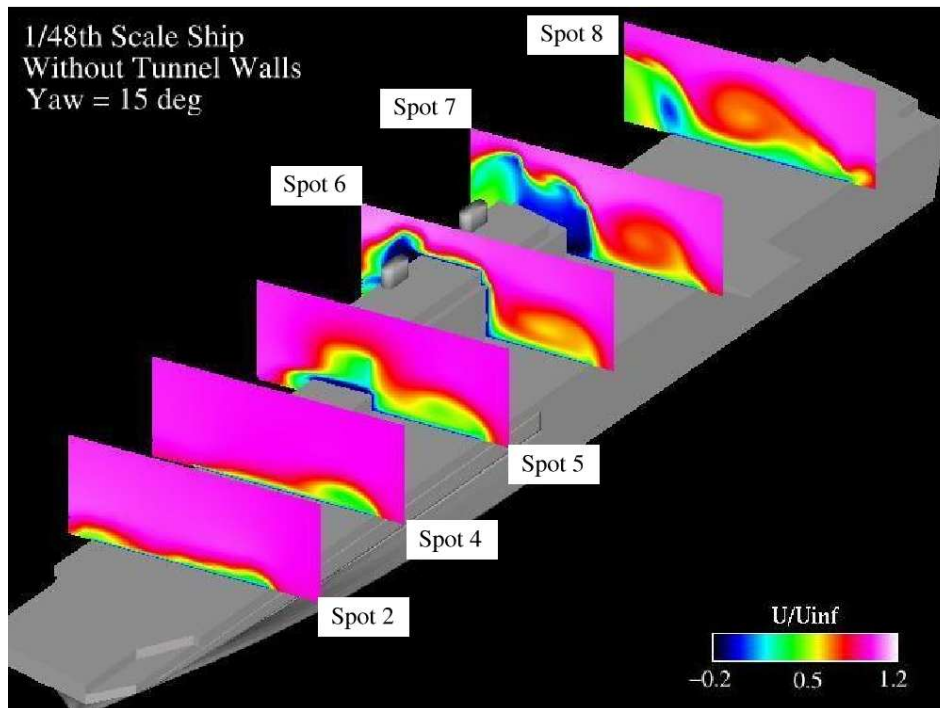 1/48th Scale Ship
Without Tunnel Walls
Yaw = 15 deg
Spot 8
Spot 7
Spot 6
Spot 5
Spot 4
Spot 2
U/Uinf
−0.2 0.5 1.2